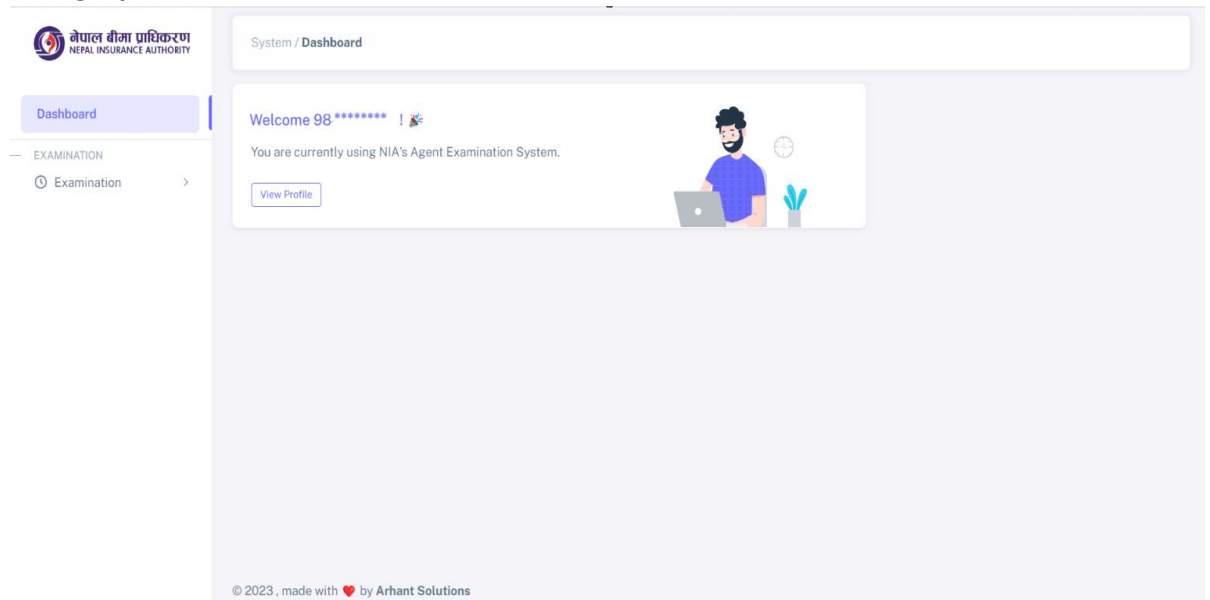 नेपाल बीमा प्राधिकरण
NEPAL INSURANCE AUTHORITY
Dashboard
EXAMINATION
Examination
System / Dashboard
Welcome 98 ******** ! 🎉
You are currently using NIA's Agent Examination System.
View Profile
© 2023 , made with ❤️ by Arhant Solutions